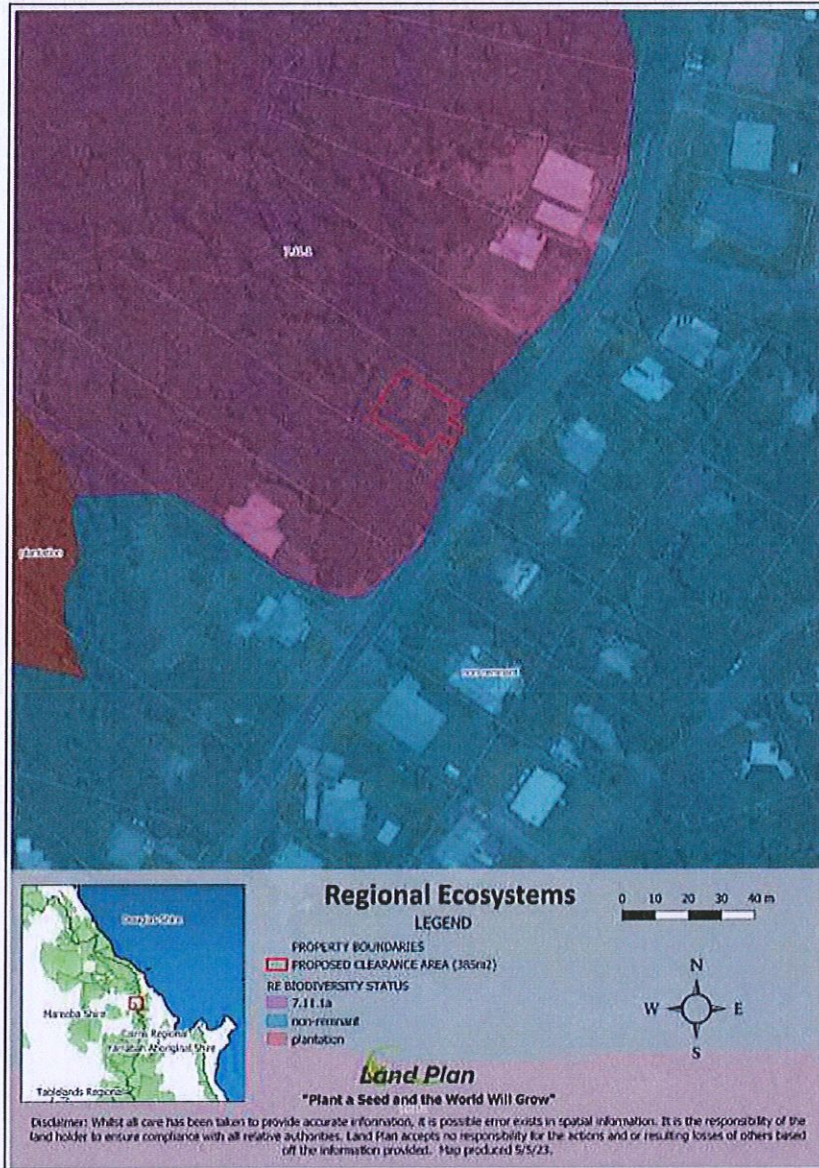 7.11.1a
plantation
non-remnant
Regional Ecosystems
0 10 20 30 40 m
LEGEND
PROPERTY BOUNDARIES
PROPOSED CLEARANCE AREA (385m2)
RE BIODIVERSITY STATUS
7.11.1a
non-remnant
plantation
Douglas Shire
Mareeba Shire
Cairns Regional
Yarrabah Aboriginal Shire
Tablelands Regional
N
W E
S
Land Plan
"Plant a Seed and the World Will Grow"
Disclaimer: Whilst all care has been taken to provide accurate information, it is possible error exists in spatial information. It is the responsibility of the
land holder to ensure compliance with all relative authorities. Land Plan accepts no responsibility for the actions and or resulting losses of others based
off the information provided. Map produced 5/5/23.